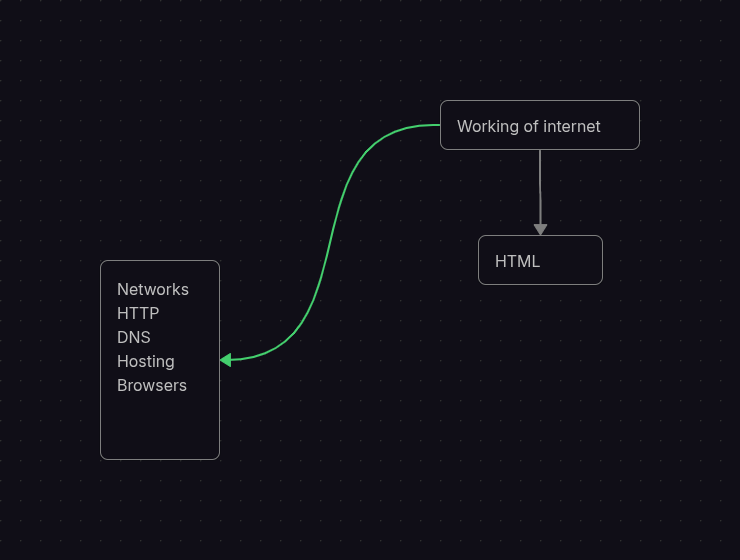 Working of internet
HTML
Networks
HTTP
DNS
Hosting
Browsers